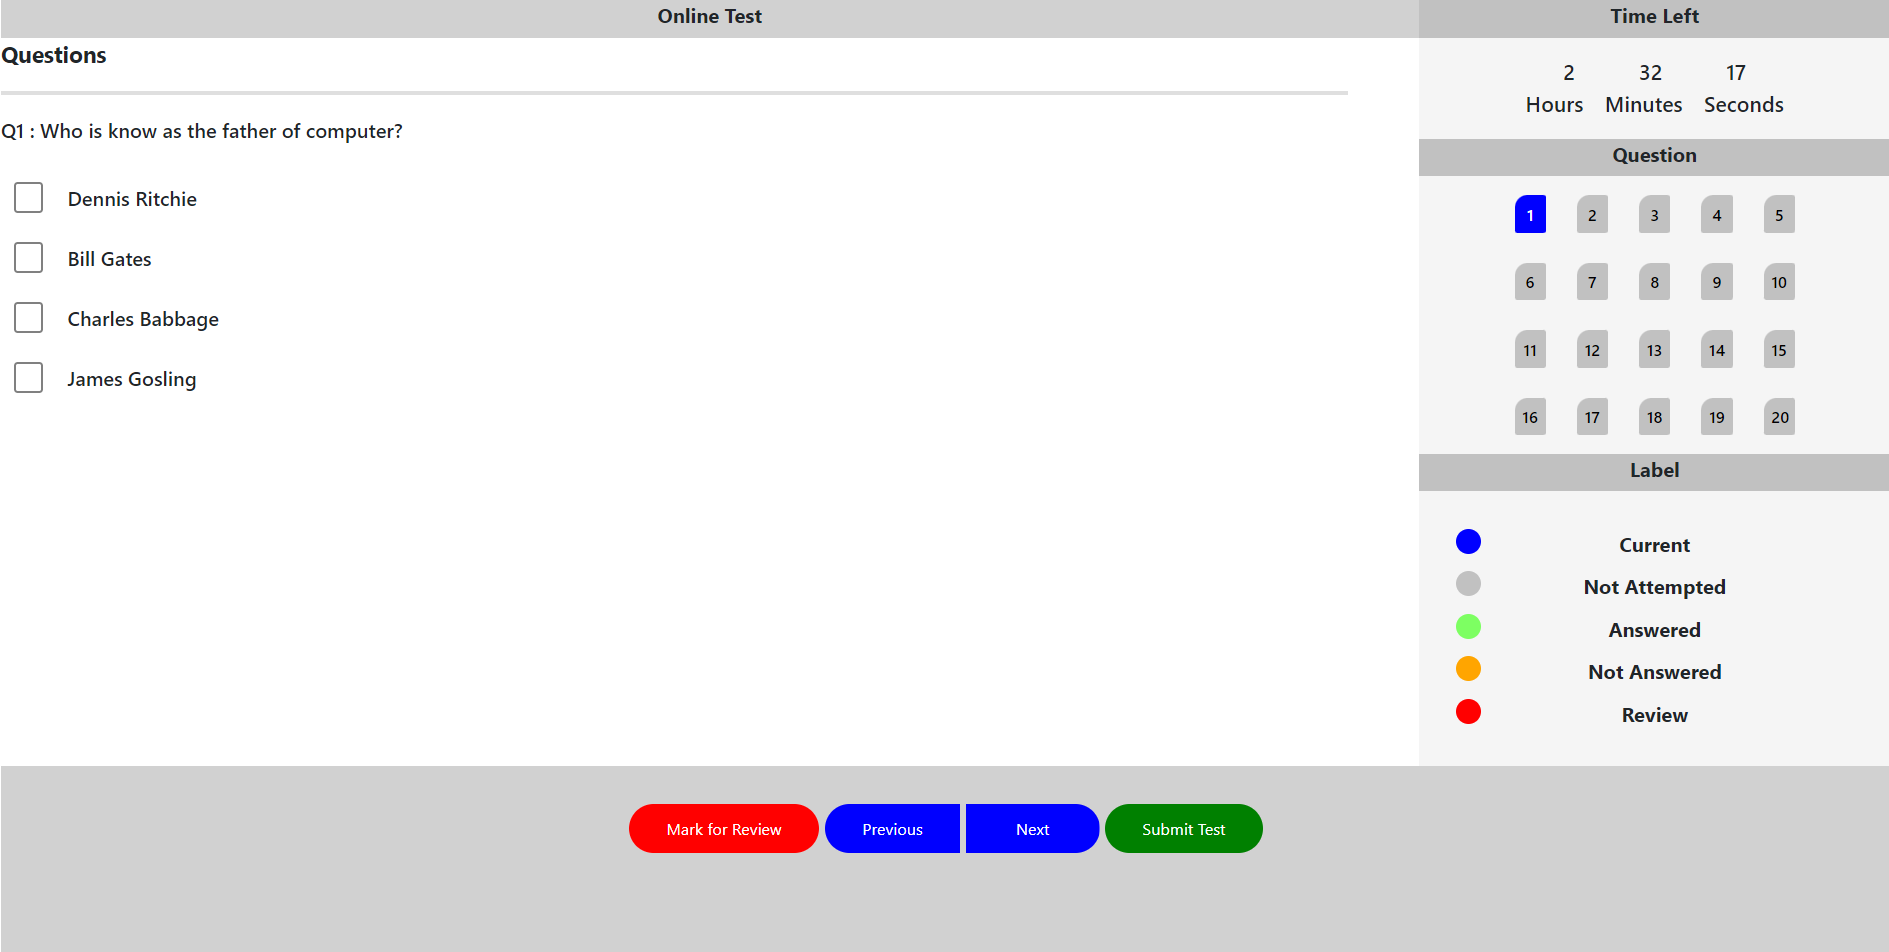 Online Test
Questions
Q1 : Who is know as the father of computer?
Dennis Ritchie
Bill Gates
Charles Babbage
James Gosling
Time Left
2 32 17
Hours Minutes Seconds
Question
1 2 3 4 5
6 7 8 9 10
11 12 13 14 15
16 17 18 19 20
Label
Current
Not Attempted
Answered
Not Answered
Review
Mark for Review Previous Next Submit Test